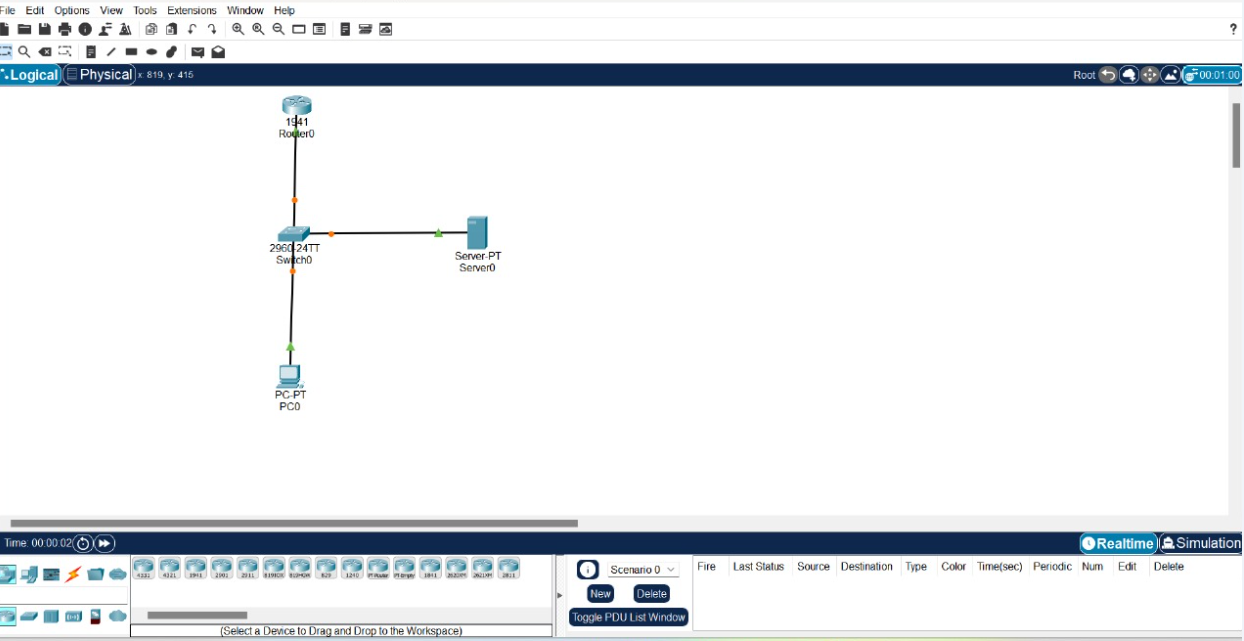 File Edit Options View Tools Extensions Window Help
?
Logical Physical x: 819, y: 415 Root 00:01:00
1941
Router0
2960-24TT
Switch0
Server-PT
Server0
PC-PT
PC0
Time: 00:00:02 Realtime Simulation
4331 4321 1941 2901 2911 819IOX 819HGW 829 1240 PT-Router PT-Empty 1841 2620XM 2621XM 2811
Scenario 0 Fire Last Status Source Destination Type Color Time(sec) Periodic Num Edit Delete
New Delete
Toggle PDU List Window
(Select a Device to Drag and Drop to the Workspace)